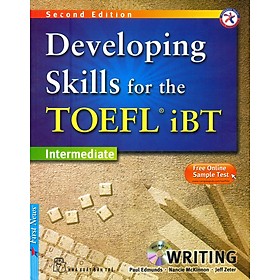 Second Edition
Developing
Skills for the
TOEFL® iBT
Intermediate
Free Online
Sample Test
First News
NHÀ XUẤT BẢN TRẺ
WRITING
Paul Edmunds · Nancie McKinnon · Jeff Zeter